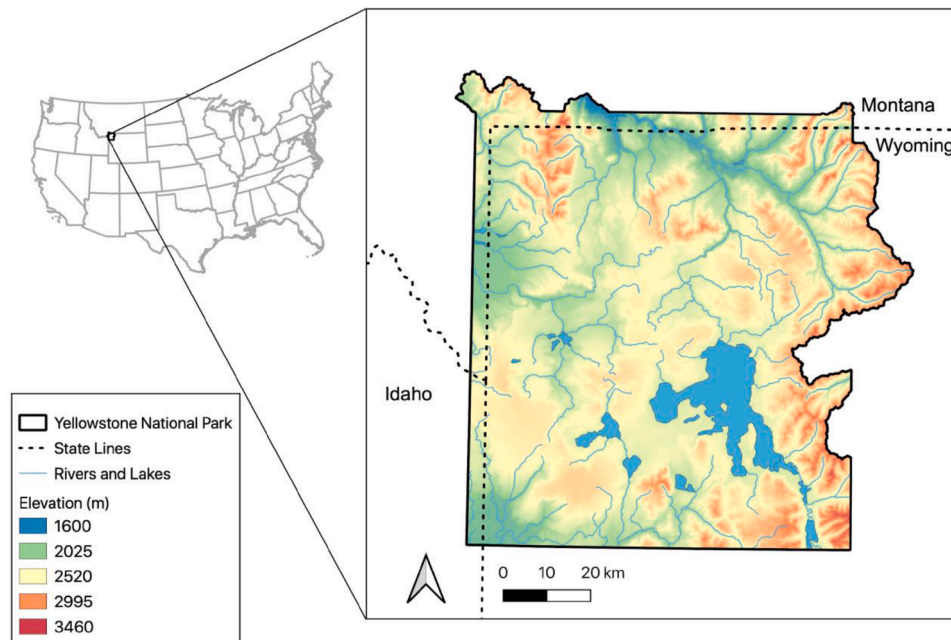 Montana
Wyoming
Idaho
Yellowstone National Park
State Lines
Rivers and Lakes
Elevation (m)
1600
2025
2520
2995
3460
0 10 20 km